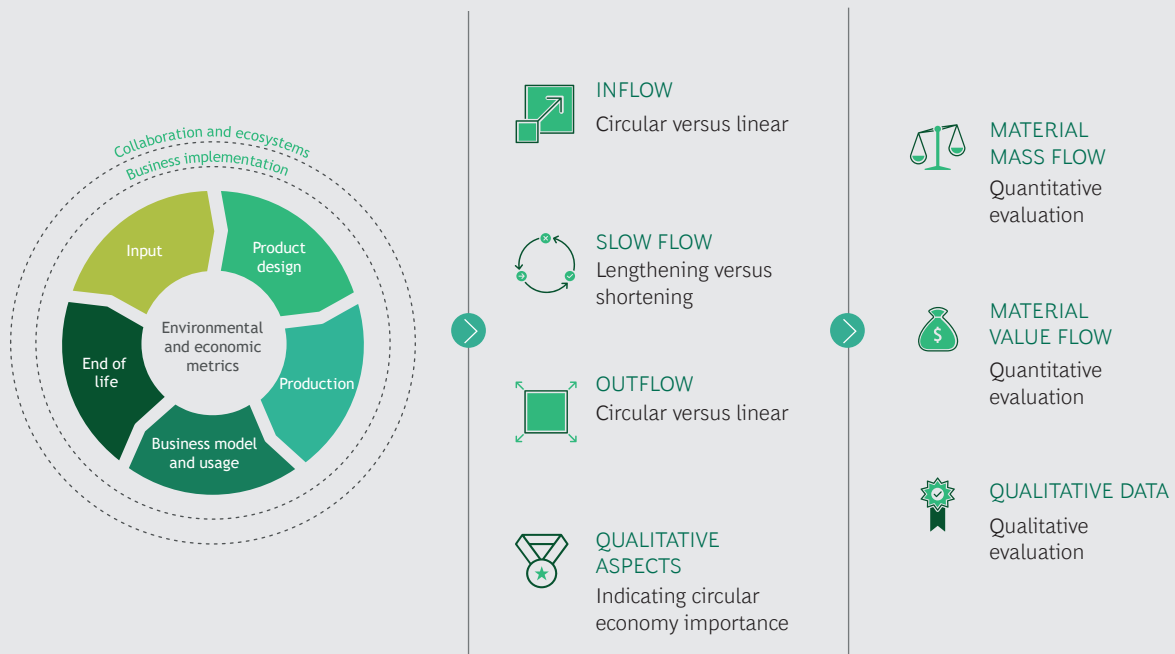 Collaboration and ecosystems
Business implementation
Input
Product
design
Production
Business model
and usage
End of
life
Environmental
and economic
metrics
INFLOW
Circular versus linear
SLOW FLOW
Lengthening versus
shortening
OUTFLOW
Circular versus linear
QUALITATIVE
ASPECTS
Indicating circular
economy importance
MATERIAL
MASS FLOW
Quantitative
evaluation
$
MATERIAL
VALUE FLOW
Quantitative
evaluation
QUALITATIVE DATA
Qualitative
evaluation